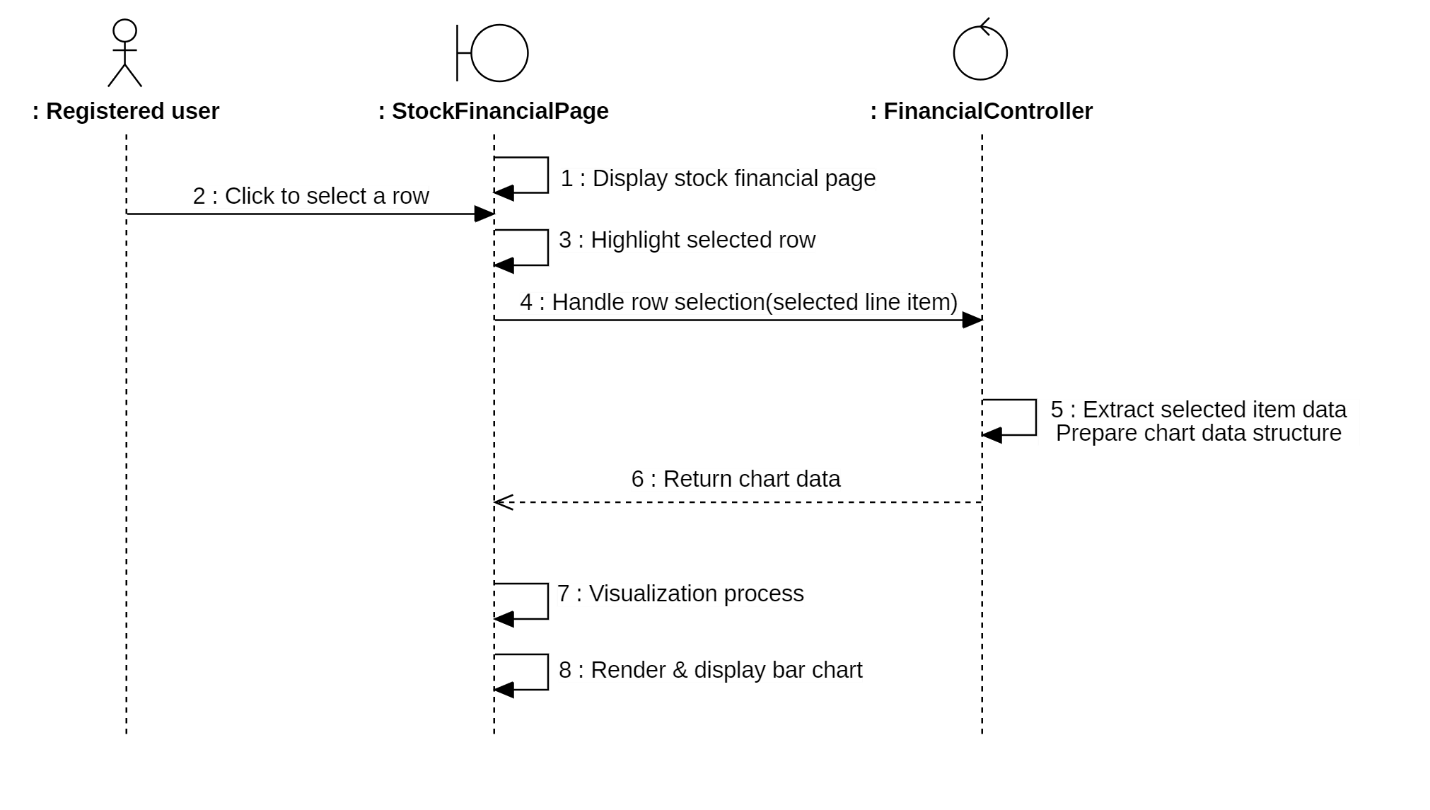 : Registered user
: StockFinancialPage
: FinancialController
1 : Display stock financial page
2 : Click to select a row
3 : Highlight selected row
4 : Handle row selection(selected line item)
5 : Extract selected item data
Prepare chart data structure
6 : Return chart data
7 : Visualization process
8 : Render & display bar chart